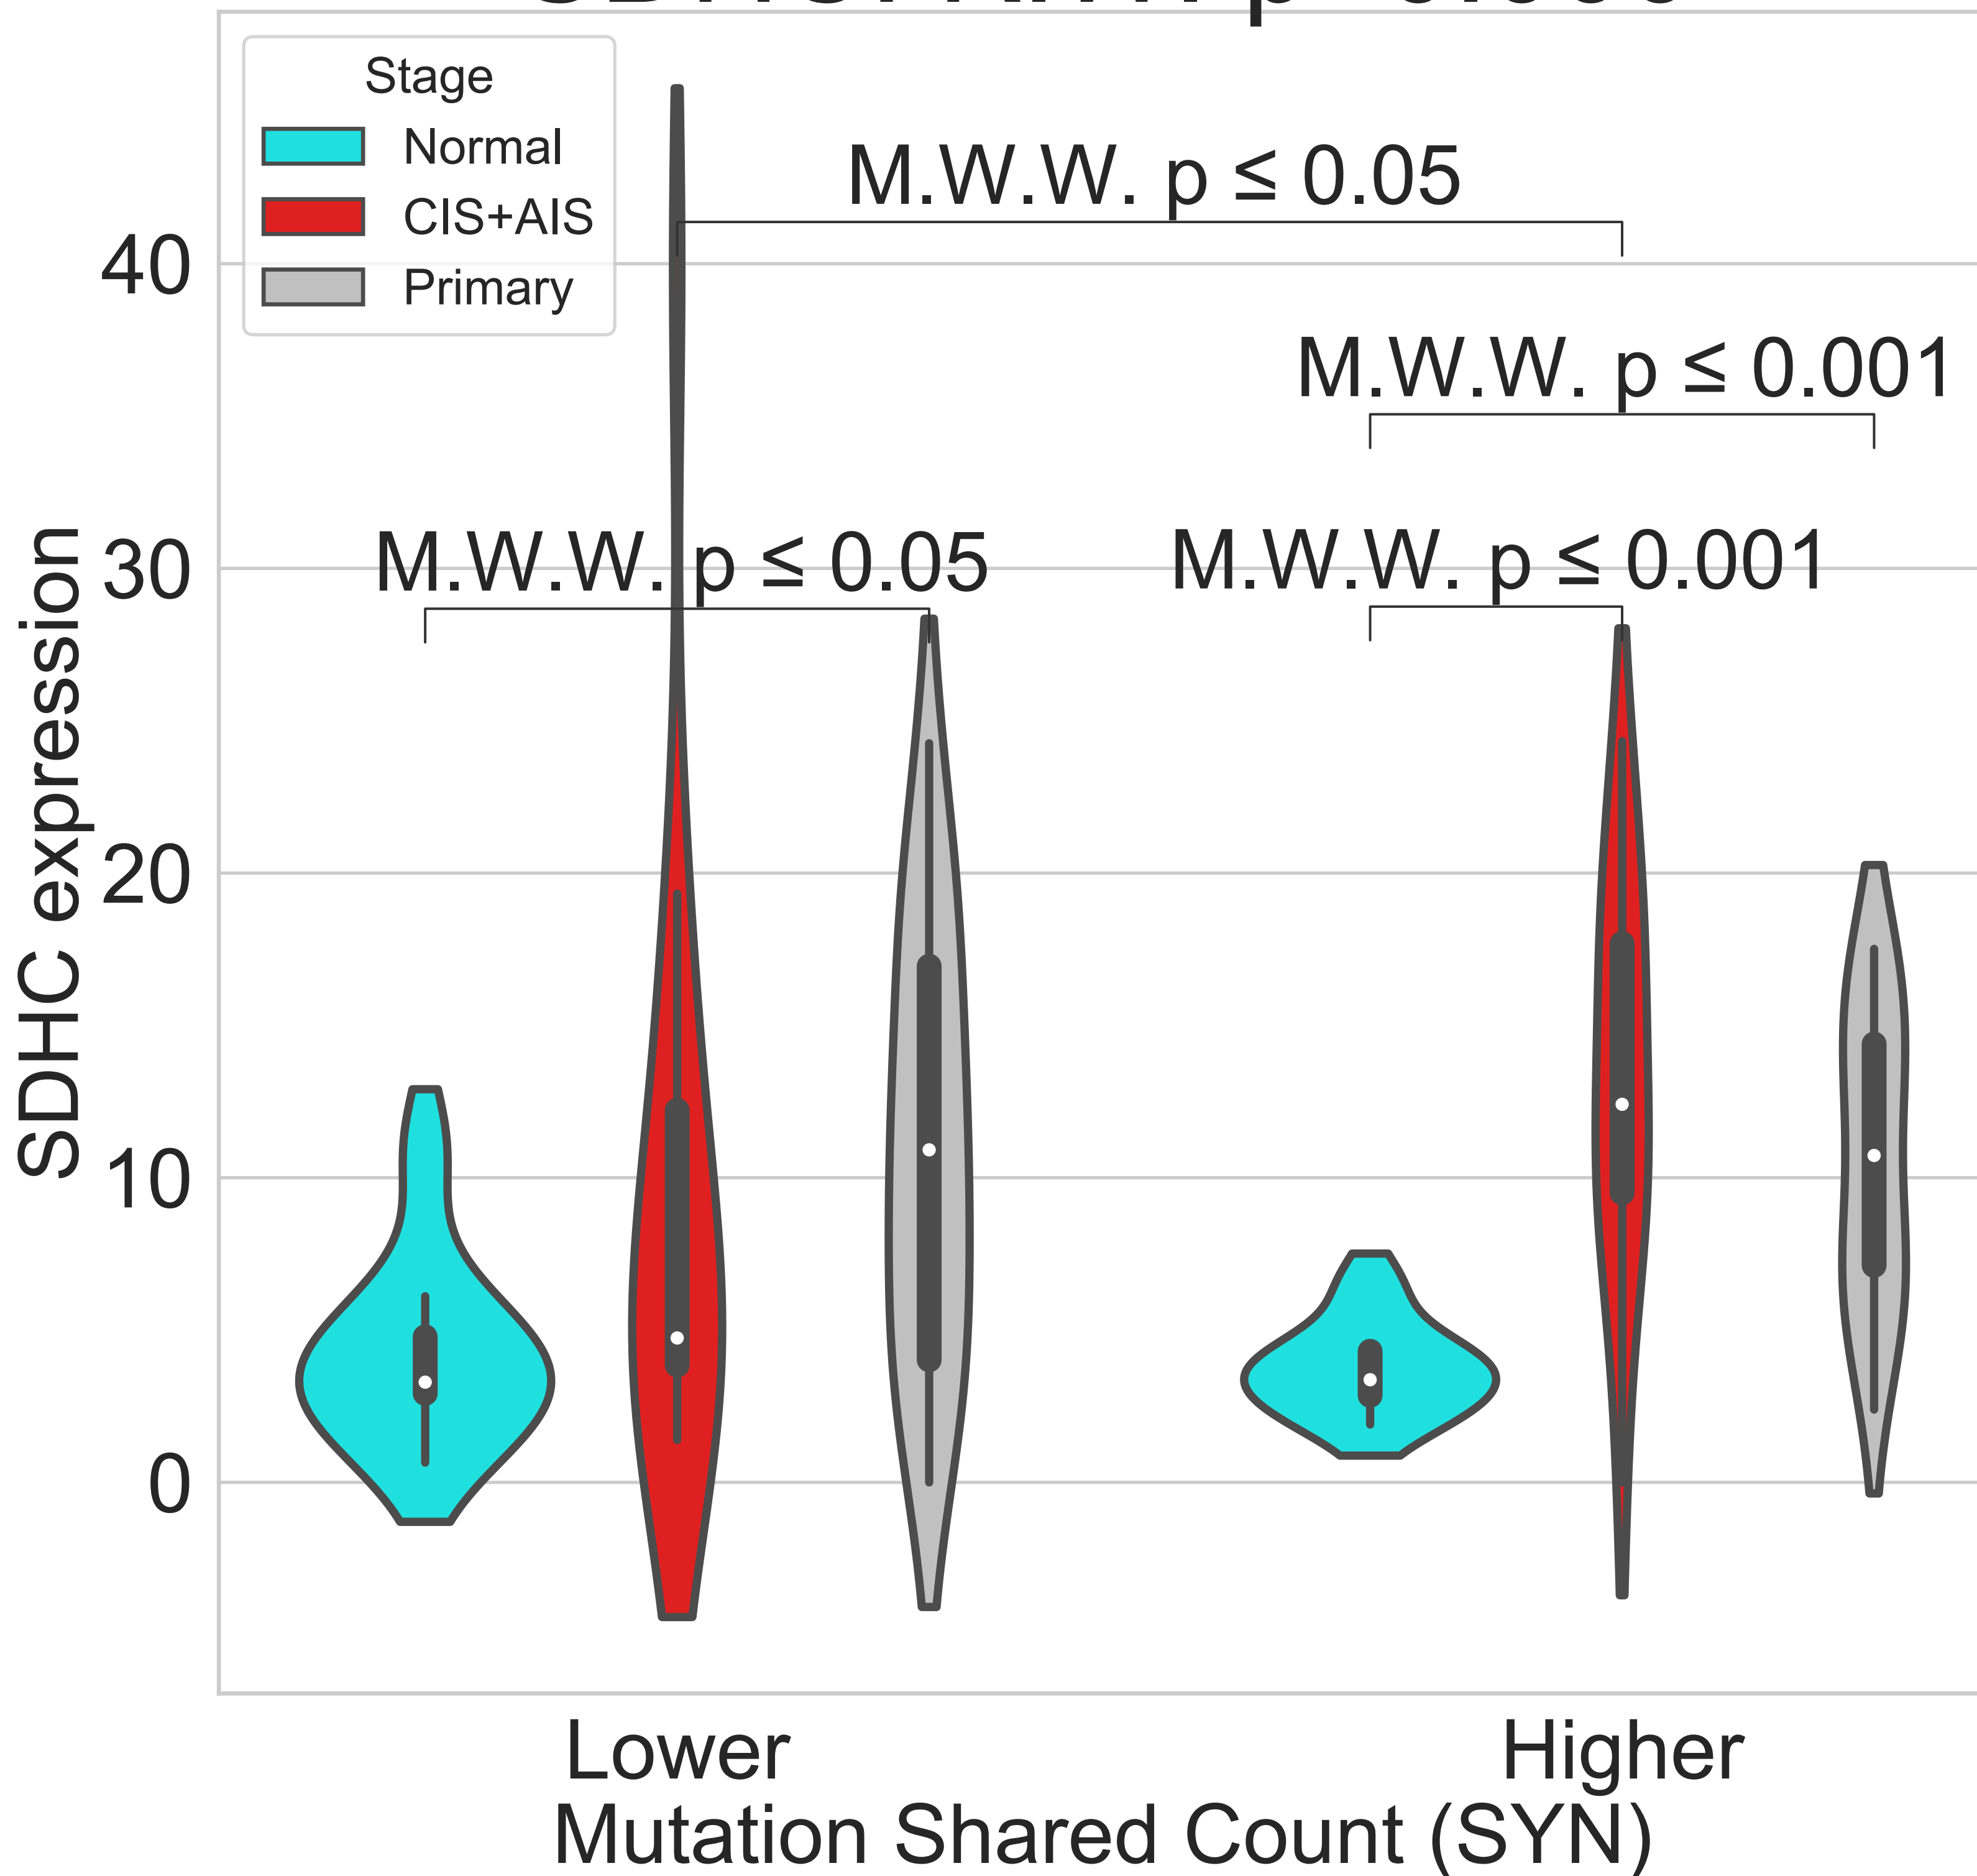 Stage
Normal
CIS+AIS
Primary
M.W.W. p ≤ 0.05
M.W.W. p ≤ 0.001
M.W.W. p ≤ 0.05
M.W.W. p ≤ 0.001
SDHC expression
40
30
20
10
0
Lower
Higher
Mutation Shared Count (SYN)